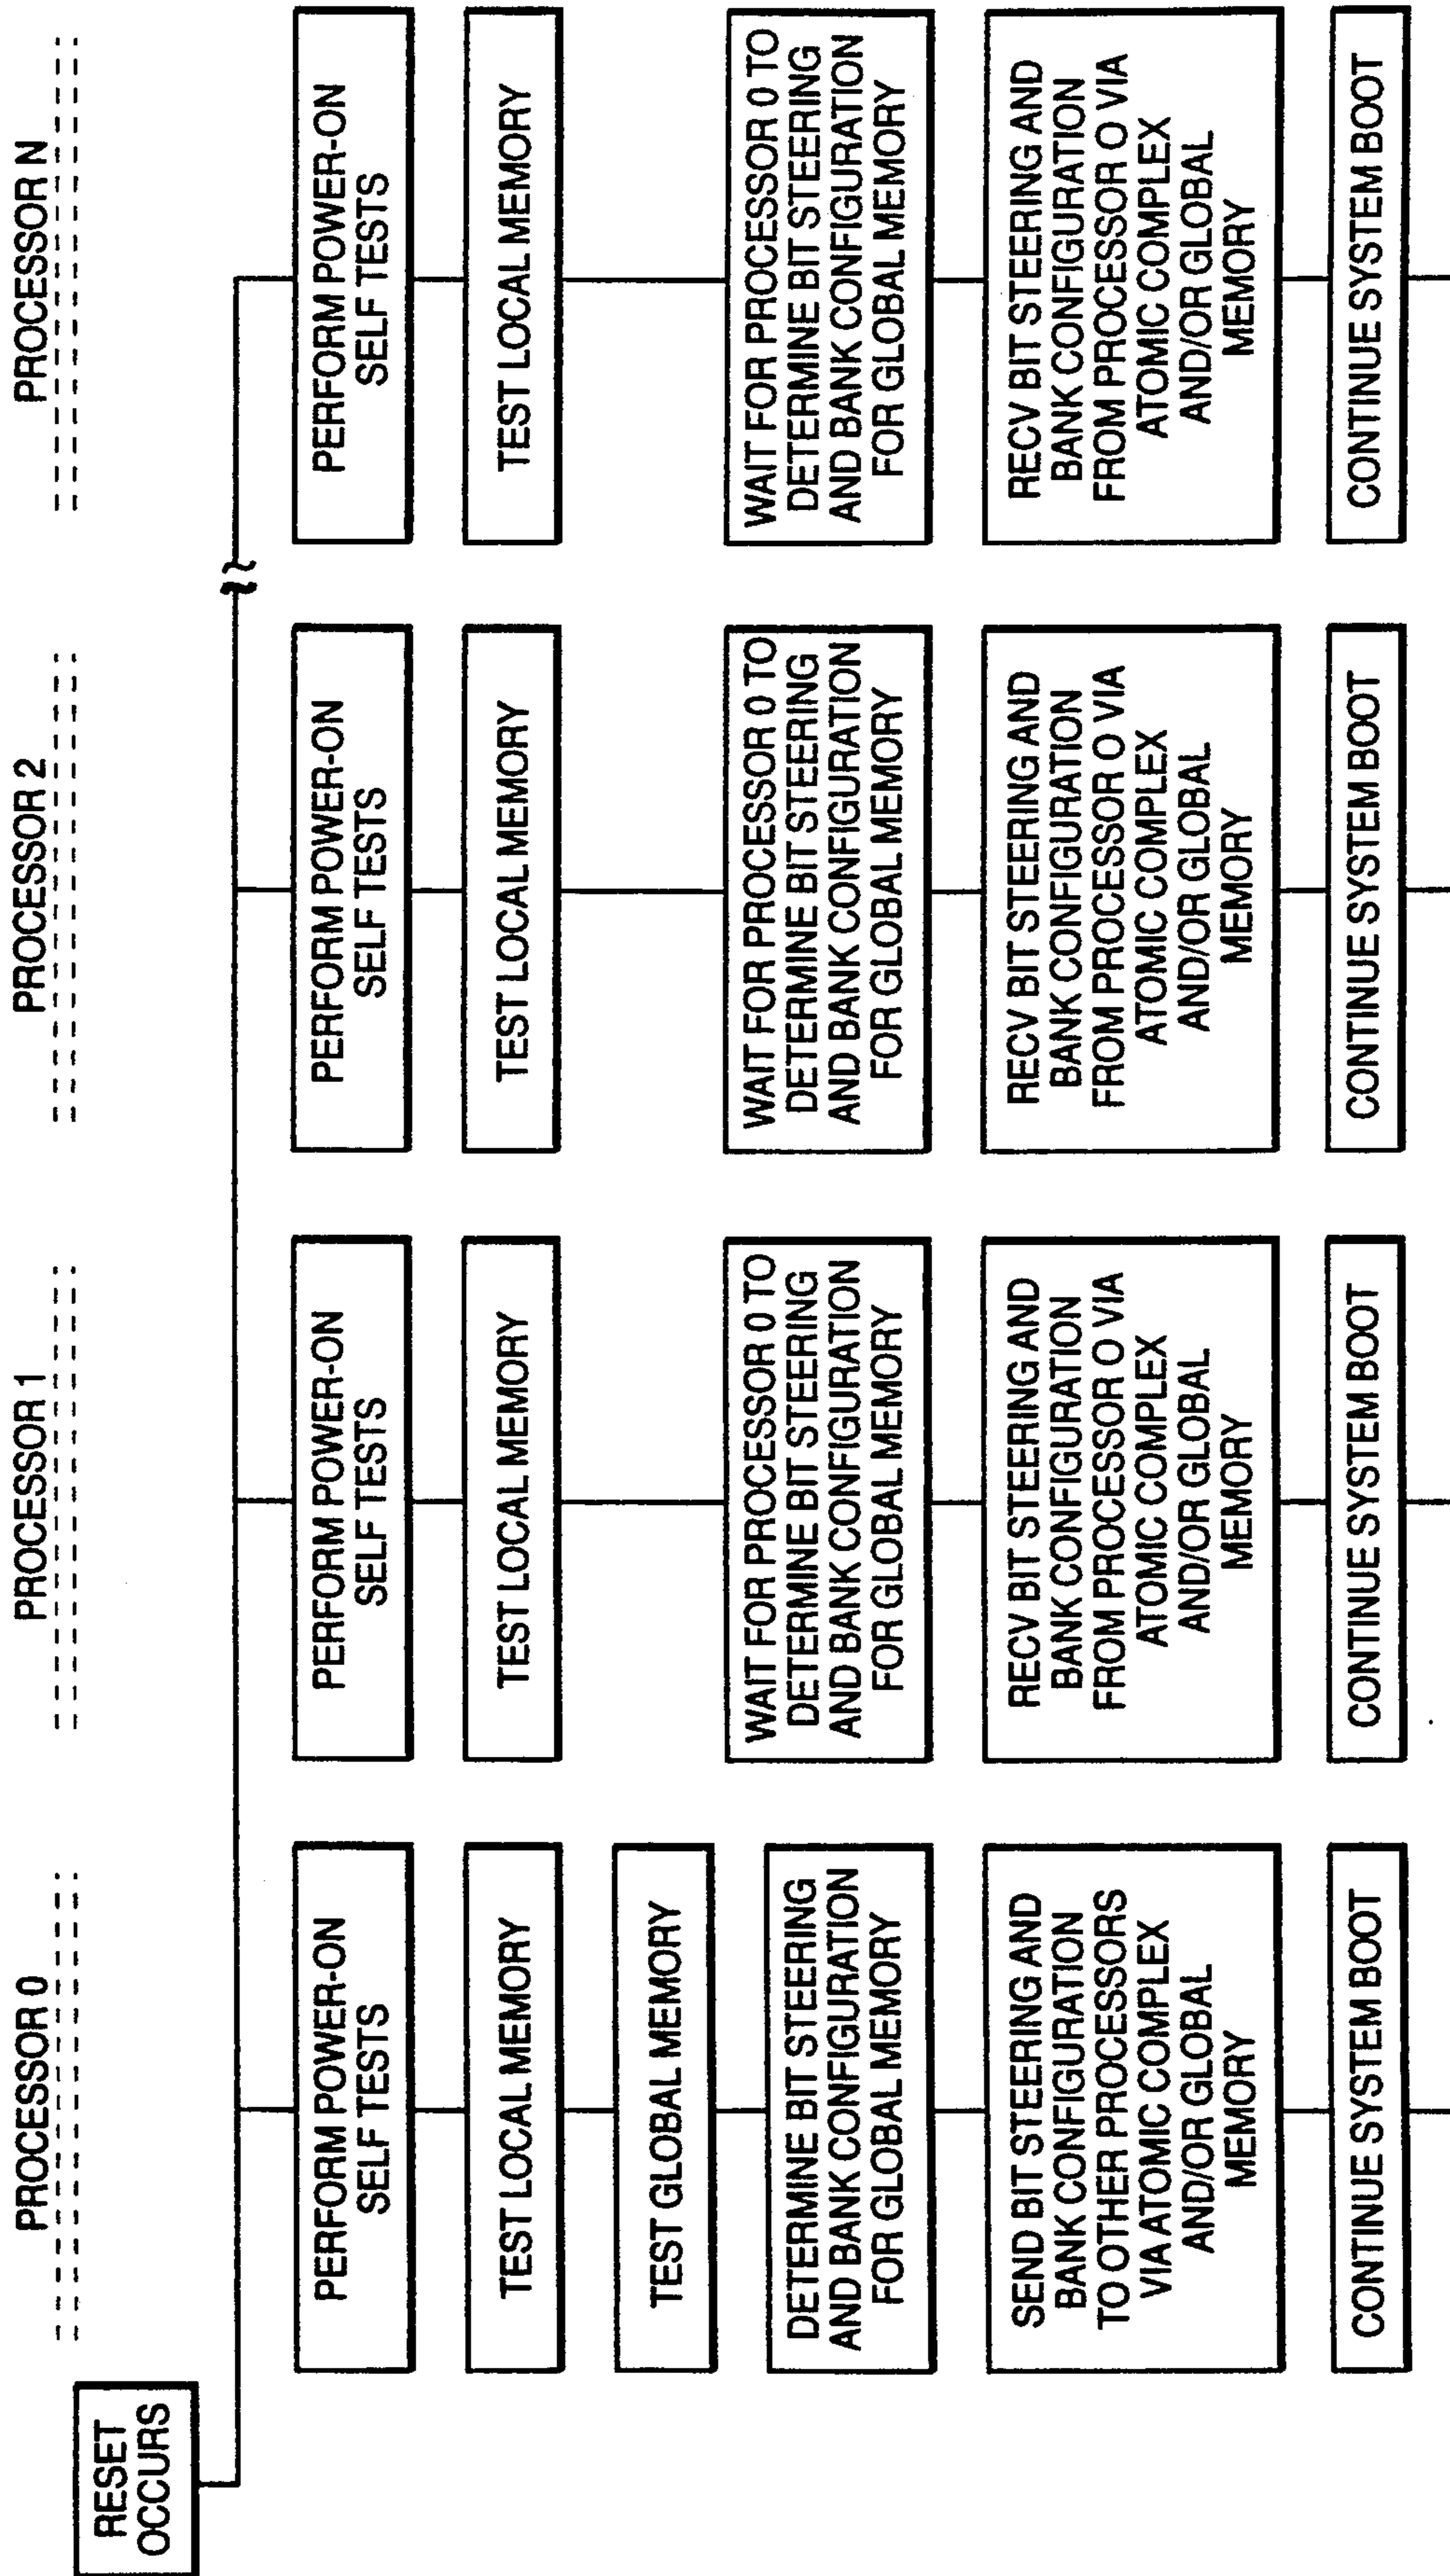 PROCESSOR 0
PROCESSOR 1
PROCESSOR 2
PROCESSOR N
RESET
OCCURS
PERFORM POWER-ON
SELF TESTS
PERFORM POWER-ON
SELF TESTS
PERFORM POWER-ON
SELF TESTS
PERFORM POWER-ON
SELF TESTS
TEST LOCAL MEMORY
TEST LOCAL MEMORY
TEST LOCAL MEMORY
TEST LOCAL MEMORY
TEST GLOBAL MEMORY
DETERMINE BIT STEERING
AND BANK CONFIGURATION
FOR GLOBAL MEMORY
WAIT FOR PROCESSOR 0 TO
DETERMINE BIT STEERING
AND BANK CONFIGURATION
FOR GLOBAL MEMORY
WAIT FOR PROCESSOR 0 TO
DETERMINE BIT STEERING
AND BANK CONFIGURATION
FOR GLOBAL MEMORY
WAIT FOR PROCESSOR 0 TO
DETERMINE BIT STEERING
AND BANK CONFIGURATION
FOR GLOBAL MEMORY
SEND BIT STEERING AND
BANK CONFIGURATION
TO OTHER PROCESSORS
VIA ATOMIC COMPLEX
AND/OR GLOBAL
MEMORY
RECV BIT STEERING AND
BANK CONFIGURATION
FROM PROCESSOR O VIA
ATOMIC COMPLEX
AND/OR GLOBAL
MEMORY
RECV BIT STEERING AND
BANK CONFIGURATION
FROM PROCESSOR O VIA
ATOMIC COMPLEX
AND/OR GLOBAL
MEMORY
RECV BIT STEERING AND
BANK CONFIGURATION
FROM PROCESSOR O VIA
ATOMIC COMPLEX
AND/OR GLOBAL
MEMORY
CONTINUE SYSTEM BOOT
CONTINUE SYSTEM BOOT
CONTINUE SYSTEM BOOT
CONTINUE SYSTEM BOOT